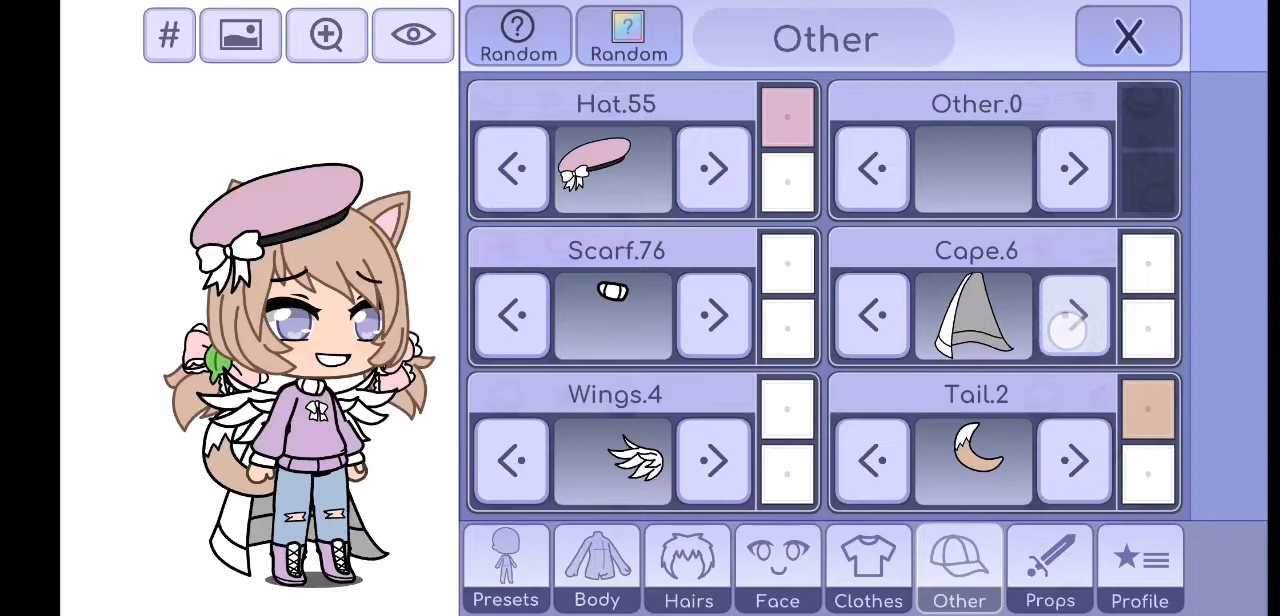 #
? Random
? Random
Other
X
Hat.55
Other.0
Scarf.76
Cape.6
Wings.4
Tail.2
Presets
Body
Hairs
Face
Clothes
Other
Props
Profile